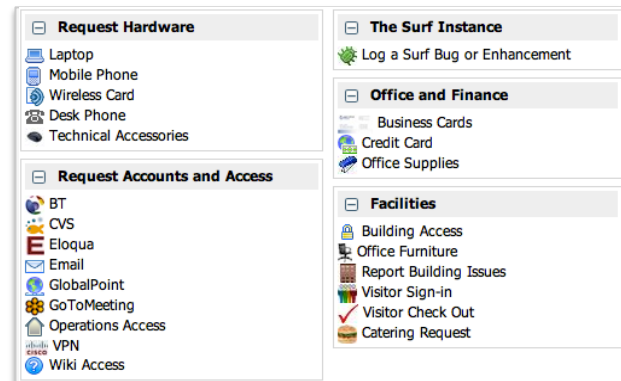 Request Hardware
Laptop
Mobile Phone
Wireless Card
Desk Phone
Technical Accessories
Request Accounts and Access
BT
CVS
Eloqua
Email
GlobalPoint
GoToMeeting
Operations Access
CISCO VPN
Wiki Access
The Surf Instance
Log a Surf Bug or Enhancement
Office and Finance
Business Cards
Credit Card
Office Supplies
Facilities
Building Access
Office Furniture
Report Building Issues
Visitor Sign-in
Visitor Check Out
Catering Request